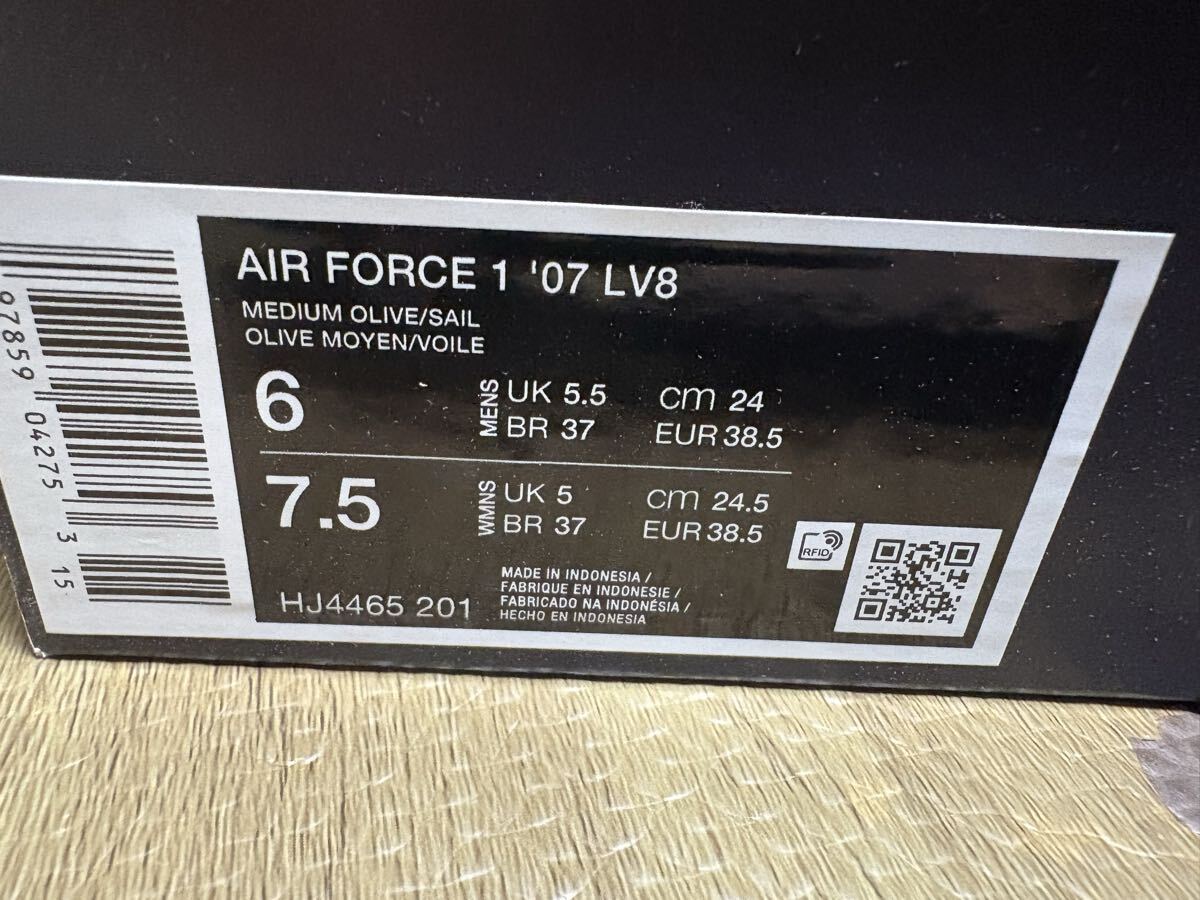 AIR FORCE 1 '07 LV8
MEDIUM OLIVE/SAIL
OLIVE MOYEN/VOILE
6 MENS UK 5.5 cm 24
BR 37 EUR 38.5
7.5 WMNS UK 5 cm 24.5
BR 37 EUR 38.5
RFID
HJ4465 201
MADE IN INDONESIA /
FABRIQUE EN INDONESIE /
FABRICADO NA INDONÉSIA /
HECHO EN INDONESIA
97859 04275 3 15